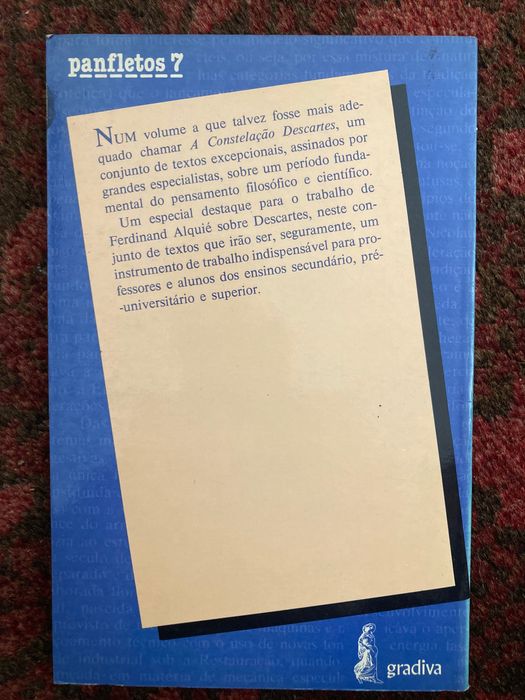 panfletos 7
NUM volume a que talvez fosse mais ade-
quado chamar A Constelação Descartes, um
conjunto de textos excepcionais, assinados por
grandes especialistas, sobre um período funda-
mental do pensamento filosófico e científico.
Um especial destaque para o trabalho de
Ferdinand Alquié sobre Descartes, neste con-
junto de textos que irão ser, seguramente, um
instrumento de trabalho indispensável para pro-
fessores e alunos dos ensinos secundário, pré-
-universitário e superior.
gradiva